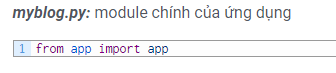 myblog.py: module chính của ứng dụng
1 from app import app